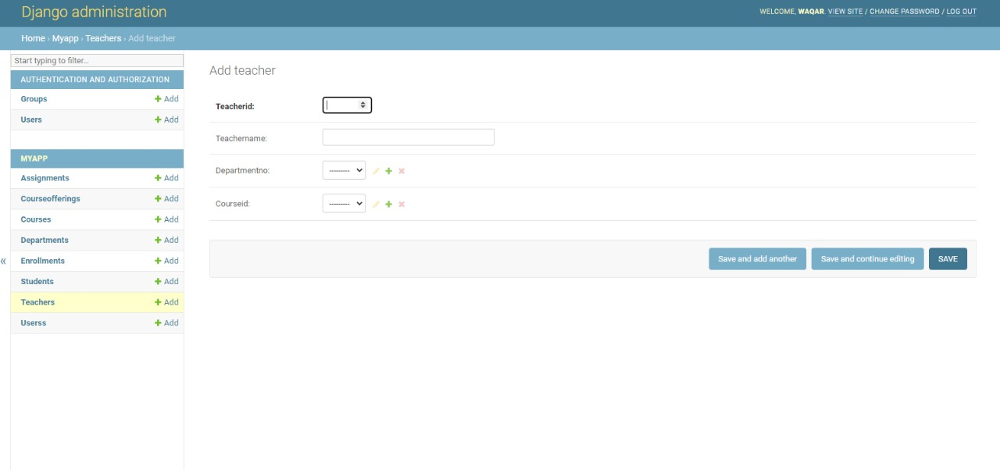 Django administration
WELCOME, WAQAR. VIEW SITE / CHANGE PASSWORD / LOG OUT
Home › Myapp › Teachers › Add teacher
Start typing to filter...
AUTHENTICATION AND AUTHORIZATION
Groups + Add
Users + Add
MYAPP
Assignments + Add
Courseofferings + Add
Courses + Add
Departments + Add
Enrollments + Add
Students + Add
Teachers + Add
Userss + Add
«
Add teacher
Teacherid:
Teachername:
Departmentno: ---------
Courseid: ---------
Save and add another Save and continue editing SAVE